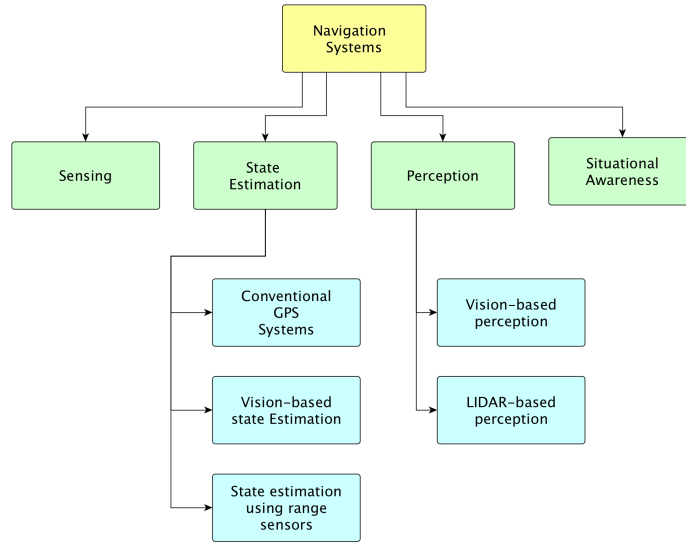 Navigation
Systems
Sensing
State
Estimation
Perception
Situational
Awareness
Conventional
GPS
Systems
Vision-based
perception
Vision-based
state Estimation
LIDAR-based
perception
State estimation
using range
sensors